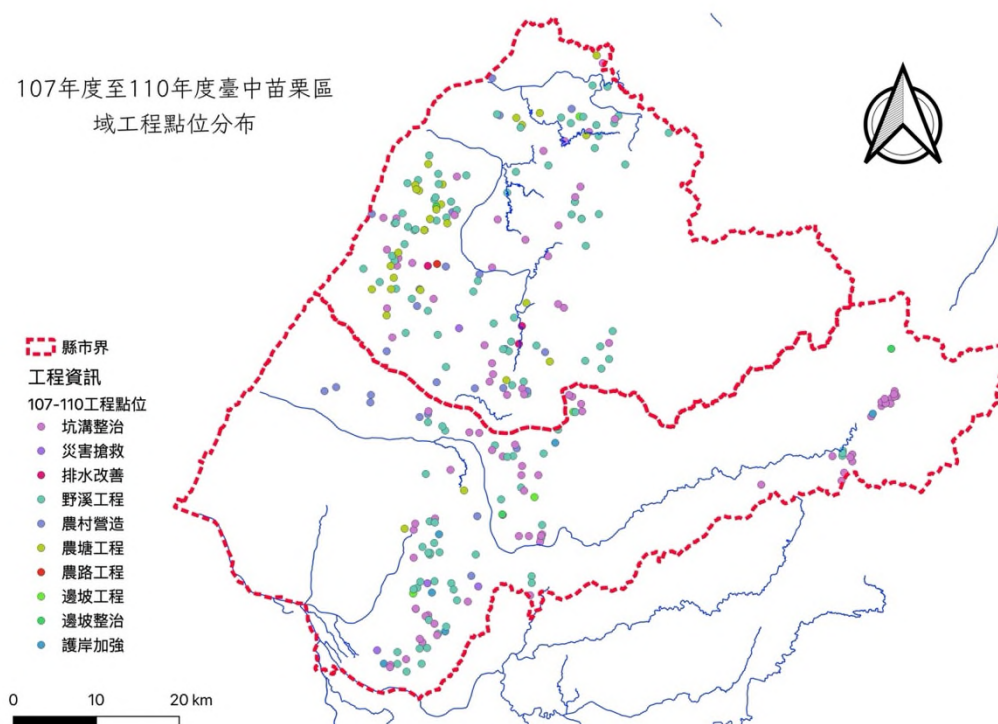 107年度至110年度臺中苗栗區
域工程點位分布
縣市界
工程資訊
107-110工程點位
坑溝整治
災害搶救
排水改善
野溪工程
農村營造
農塘工程
農路工程
邊坡工程
邊坡整治
護岸加強
0 10 20 km